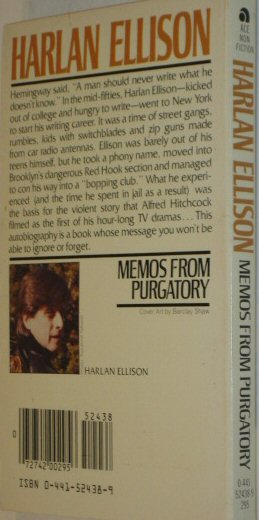 HARLAN ELLISON
Hemingway said, "A man should never write what he
doesn't know." In the mid-fifties, Harlan Ellison—kicked
out of college and hungry to write—went to New York
to start his writing career. It was a time of street gangs,
rumbles, kids with switchblades and zip guns made
from car radio antennas. Ellison was barely out of his
teens himself, but he took a phony name, moved into
Brooklyn's dangerous Red Hook section and managed
to con his way into a "bopping club." What he experi-
enced (and the time he spent in jail as a result) was
the basis for the violent story that Alfred Hitchcock
filmed as the first of his hour-long TV dramas... This
autobiography is a book whose message you won't be
able to ignore or forget.
MEMOS FROM
PURGATORY
Cover Art by Barclay Shaw
HARLAN ELLISON
52438
0
72742 00295
ISBN 0-441-52438-9
ACE
NON
FICTION
HARLAN ELLISON
MEMOS FROM PURGATORY
0-441
52438-9
295